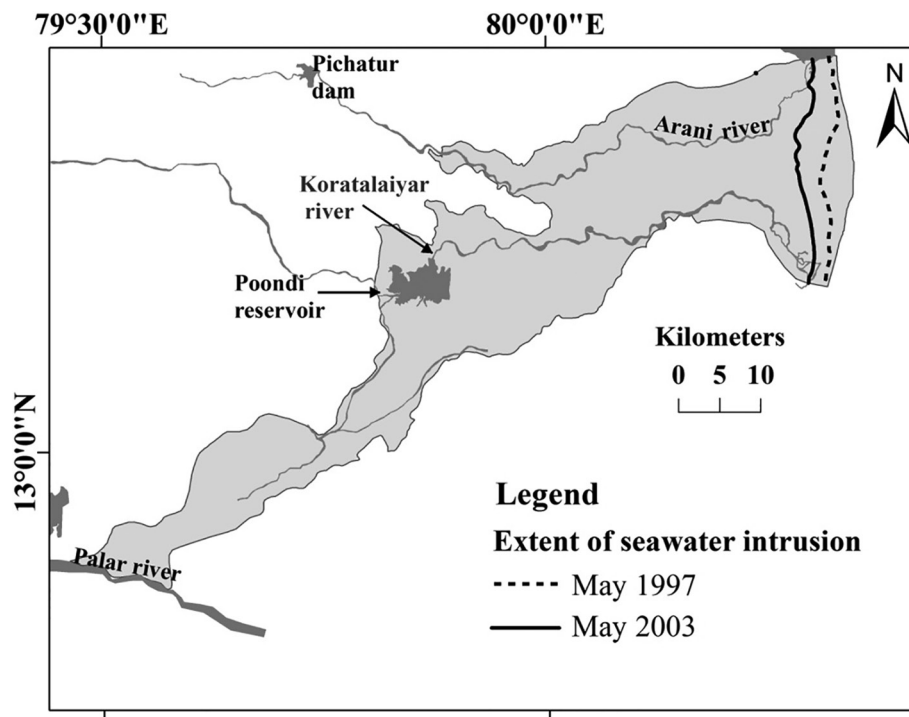 79°30'0"E
80°0'0"E
Pichatur
dam
N
Arani river
Koratalaiyar
river
Poondi
reservoir
Kilometers
0 5 10
13°0'0"N
Legend
Extent of seawater intrusion
May 1997
May 2003
Palar river